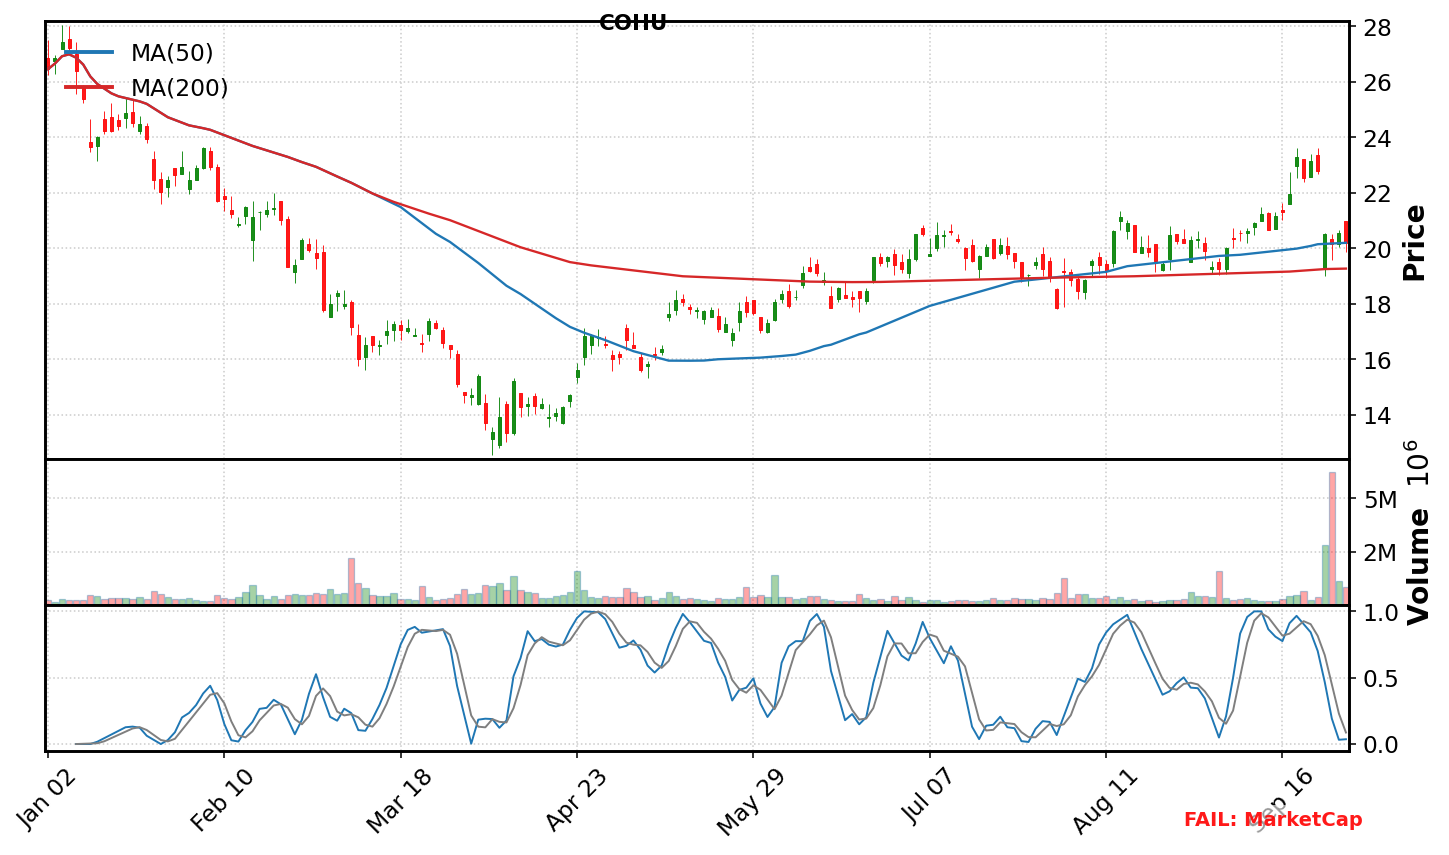 COHU
MA(50)
MA(200)
28
26
24
22
20
18
16
14
Price
5M
2M
Volume 10^6
1.0
0.5
0.0
Jan 02
Feb 10
Mar 18
Apr 23
May 29
Jul 07
Aug 11
Sep 16
FAIL: MarketCap